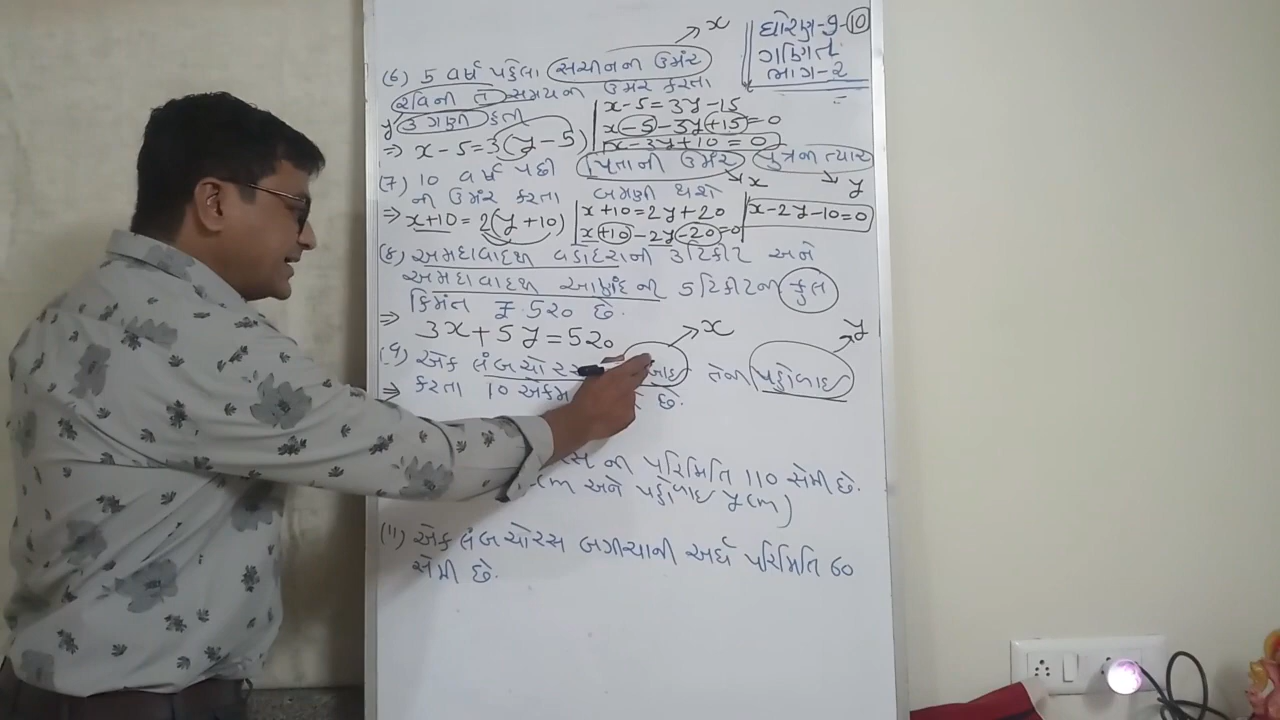 ધોરણ-9-10
ગણિત
ભાગ-૨
(6) 5 વર્ષ પહેલા સચીનની ઉંમર → x
રવિની તે સમયની ઉંમર કરતા
y 3 ગણી હતી
⇒ x - 5 = 3(y - 5)
x - 5 = 3y - 15
x - 5 - 3y + 15 = 0
x - 3y + 10 = 0
(7) 10 વર્ષ પછી પિતાની ઉંમર પુત્રની ત્યાર
→ x → y
ની ઉંમર કરતા બમણી થશે
⇒ x+10 = 2(y+10)
x+10 = 2y+20
x+10 - 2y - 20 = 0
x - 2y - 10 = 0
(8) અમદાવાદથી વડોદરાની 3 ટિકીટ અને
અમદાવાદથી આણંદની 5 ટિકીટની કુલ
કિંમત ₹ 520 છે.
⇒ 3x + 5y = 520
→ x → y
(9) એક તેની પહોળાઇ
⇒ કરતા 10 એકમ છે.
ની પરિમિતિ 110 સેમી છે.
cm અને પહોળાઇ y cm)
(11) એક લંબચોરસ બગીચાની અર્ધ પરિમિતિ 60
સેમી છે.